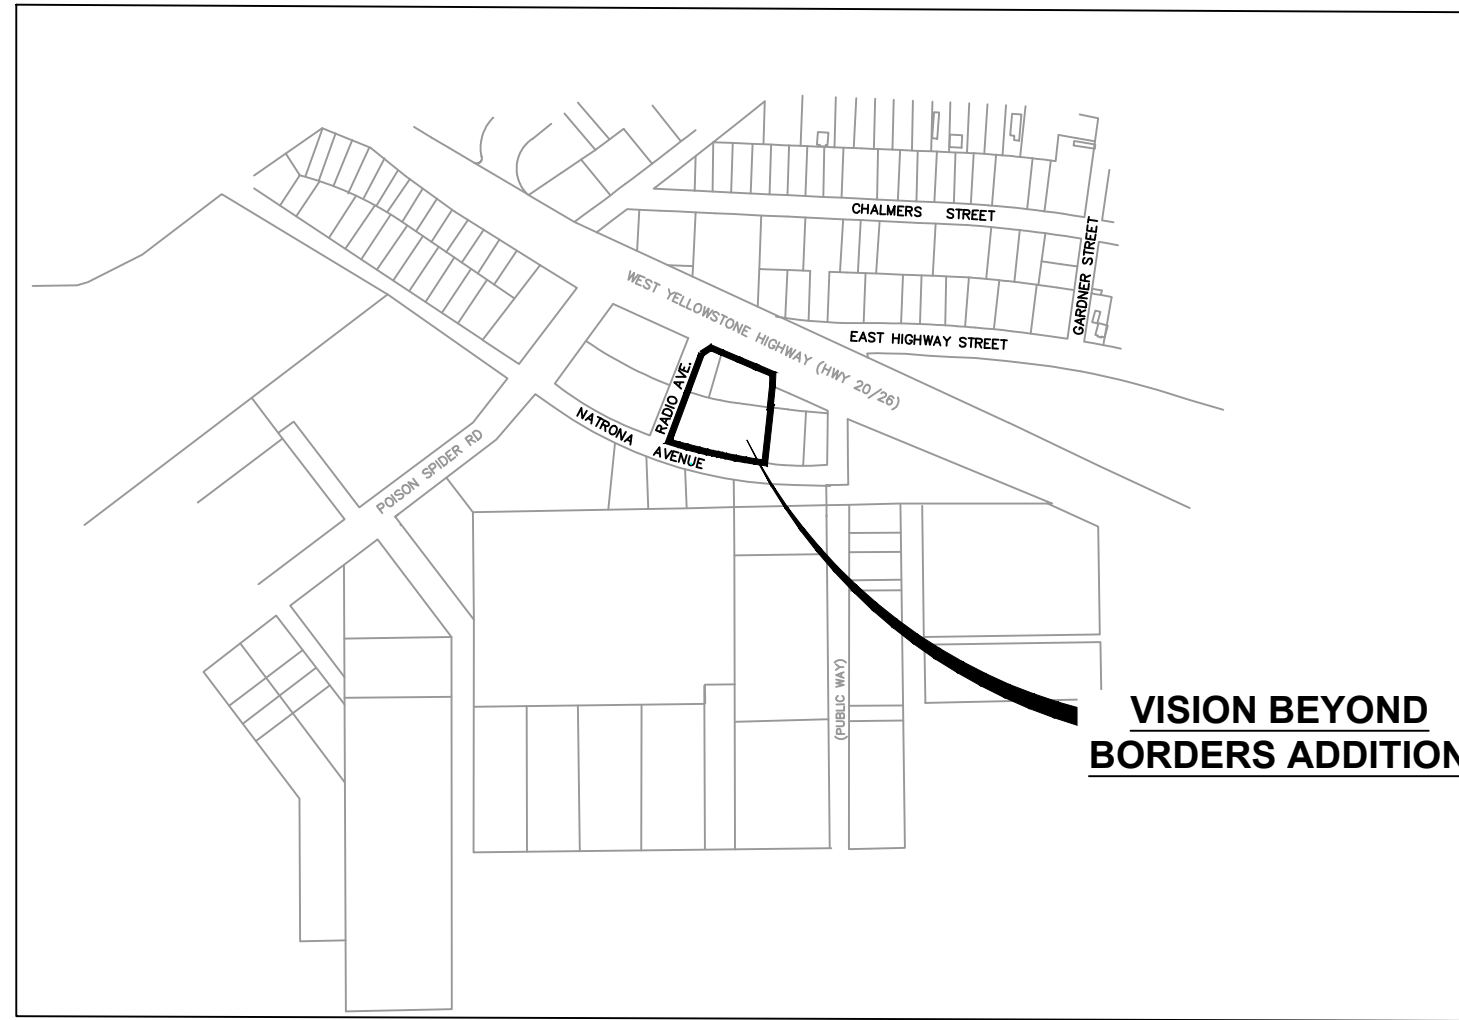 CHALMERS STREET
GARDNER STREET
WEST YELLOWSTONE HIGHWAY (HWY 20/26)
EAST HIGHWAY STREET
RADIO AVE.
NATRONA
AVENUE
POISON SPIDER RD
(PUBLIC WAY)
VISION BEYOND
BORDERS ADDITION